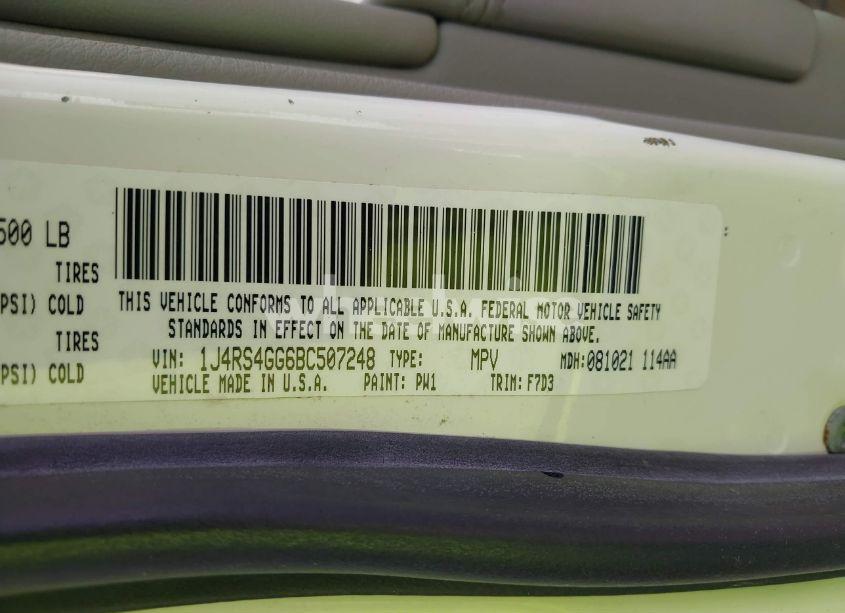 500 LB
TIRES
PSI) COLD
TIRES
PSI) COLD
THIS VEHICLE CONFORMS TO ALL APPLICABLE U.S.A. FEDERAL MOTOR VEHICLE SAFETY
STANDARDS IN EFFECT ON THE DATE OF MANUFACTURE SHOWN ABOVE.
VIN: 1J4RS4GG6BC507248 TYPE: MPV MDH: 081021 114AA
VEHICLE MADE IN U.S.A. PAINT: PW1 TRIM: F7D3